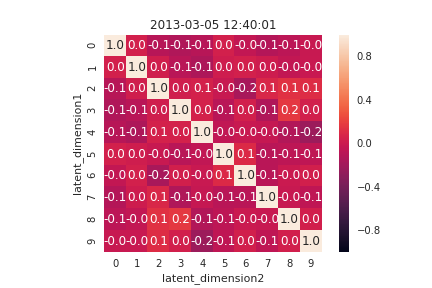 2013-03-05 12:40:01
latent_dimension1
0 1.0 0.0 -0.1 -0.1 -0.1 0.0 -0.0 -0.1 -0.1 -0.0
1 0.0 1.0 0.0 -0.1 -0.1 0.0 0.0 0.0 -0.0 -0.0
2 -0.1 0.0 1.0 0.0 0.1 -0.0 -0.2 0.1 0.1 0.1
3 -0.1 -0.1 0.0 1.0 0.0 -0.1 0.0 -0.1 0.2 0.0
4 -0.1 -0.1 0.1 0.0 1.0 -0.0 -0.0 -0.0 -0.1 -0.2
5 0.0 0.0 -0.0 -0.1 -0.0 1.0 0.1 -0.1 -0.1 -0.1
6 -0.0 0.0 -0.2 0.0 -0.0 0.1 1.0 -0.1 -0.0 0.0
7 -0.1 0.0 0.1 -0.1 -0.0 -0.1 -0.1 1.0 -0.0 -0.1
8 -0.1 -0.0 0.1 0.2 -0.1 -0.1 -0.0 -0.0 1.0 0.0
9 -0.0 -0.0 0.1 0.0 -0.2 -0.1 0.0 -0.1 0.0 1.0
0 1 2 3 4 5 6 7 8 9
latent_dimension2
0.8
0.4
0.0
−0.4
−0.8